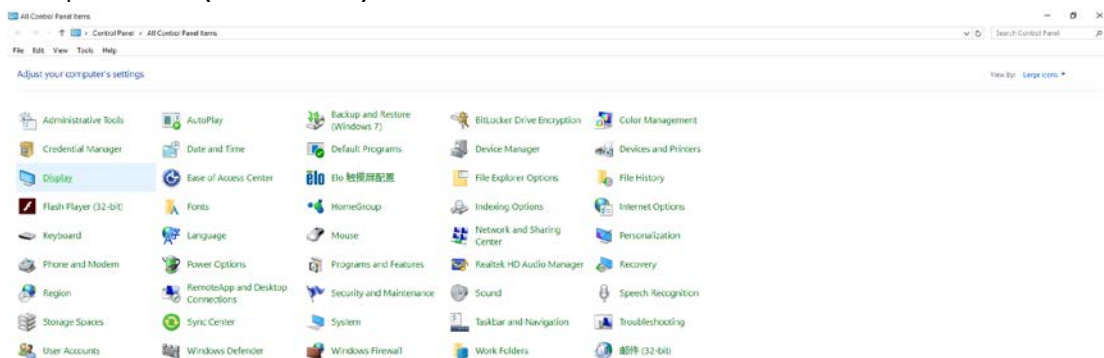 All Control Panel Items
Control Panel › All Control Panel Items
Search Control Panel
File Edit View Tools Help
Adjust your computer's settings
View by: Large icons
Administrative Tools
AutoPlay
Backup and Restore
(Windows 7)
BitLocker Drive Encryption
Color Management
Credential Manager
Date and Time
Default Programs
Device Manager
Devices and Printers
Display
Ease of Access Center
elo Elo 触摸屏配置
File Explorer Options
File History
Flash Player (32-bit)
Fonts
HomeGroup
Indexing Options
Internet Options
Keyboard
Language
Mouse
Network and Sharing
Center
Personalization
Phone and Modem
Power Options
Programs and Features
Realtek HD Audio Manager
Recovery
Region
RemoteApp and Desktop
Connections
Security and Maintenance
Sound
Speech Recognition
Storage Spaces
Sync Center
System
Taskbar and Navigation
Troubleshooting
User Accounts
Windows Defender
Windows Firewall
Work Folders
邮件 (32-bit)